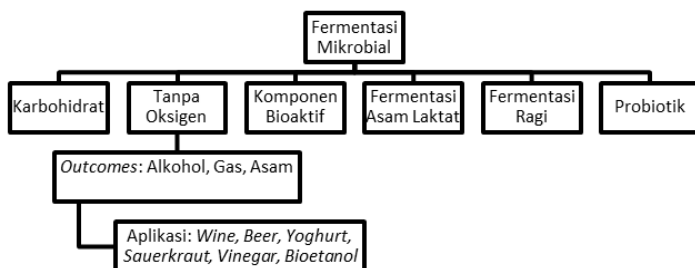 Fermentasi
Mikrobial
Karbohidrat
Tanpa
Oksigen
Komponen
Bioaktif
Fermentasi
Asam Laktat
Fermentasi
Ragi
Probiotik
Outcomes: Alkohol, Gas, Asam
Aplikasi: Wine, Beer, Yoghurt,
Sauerkraut, Vinegar, Bioetanol